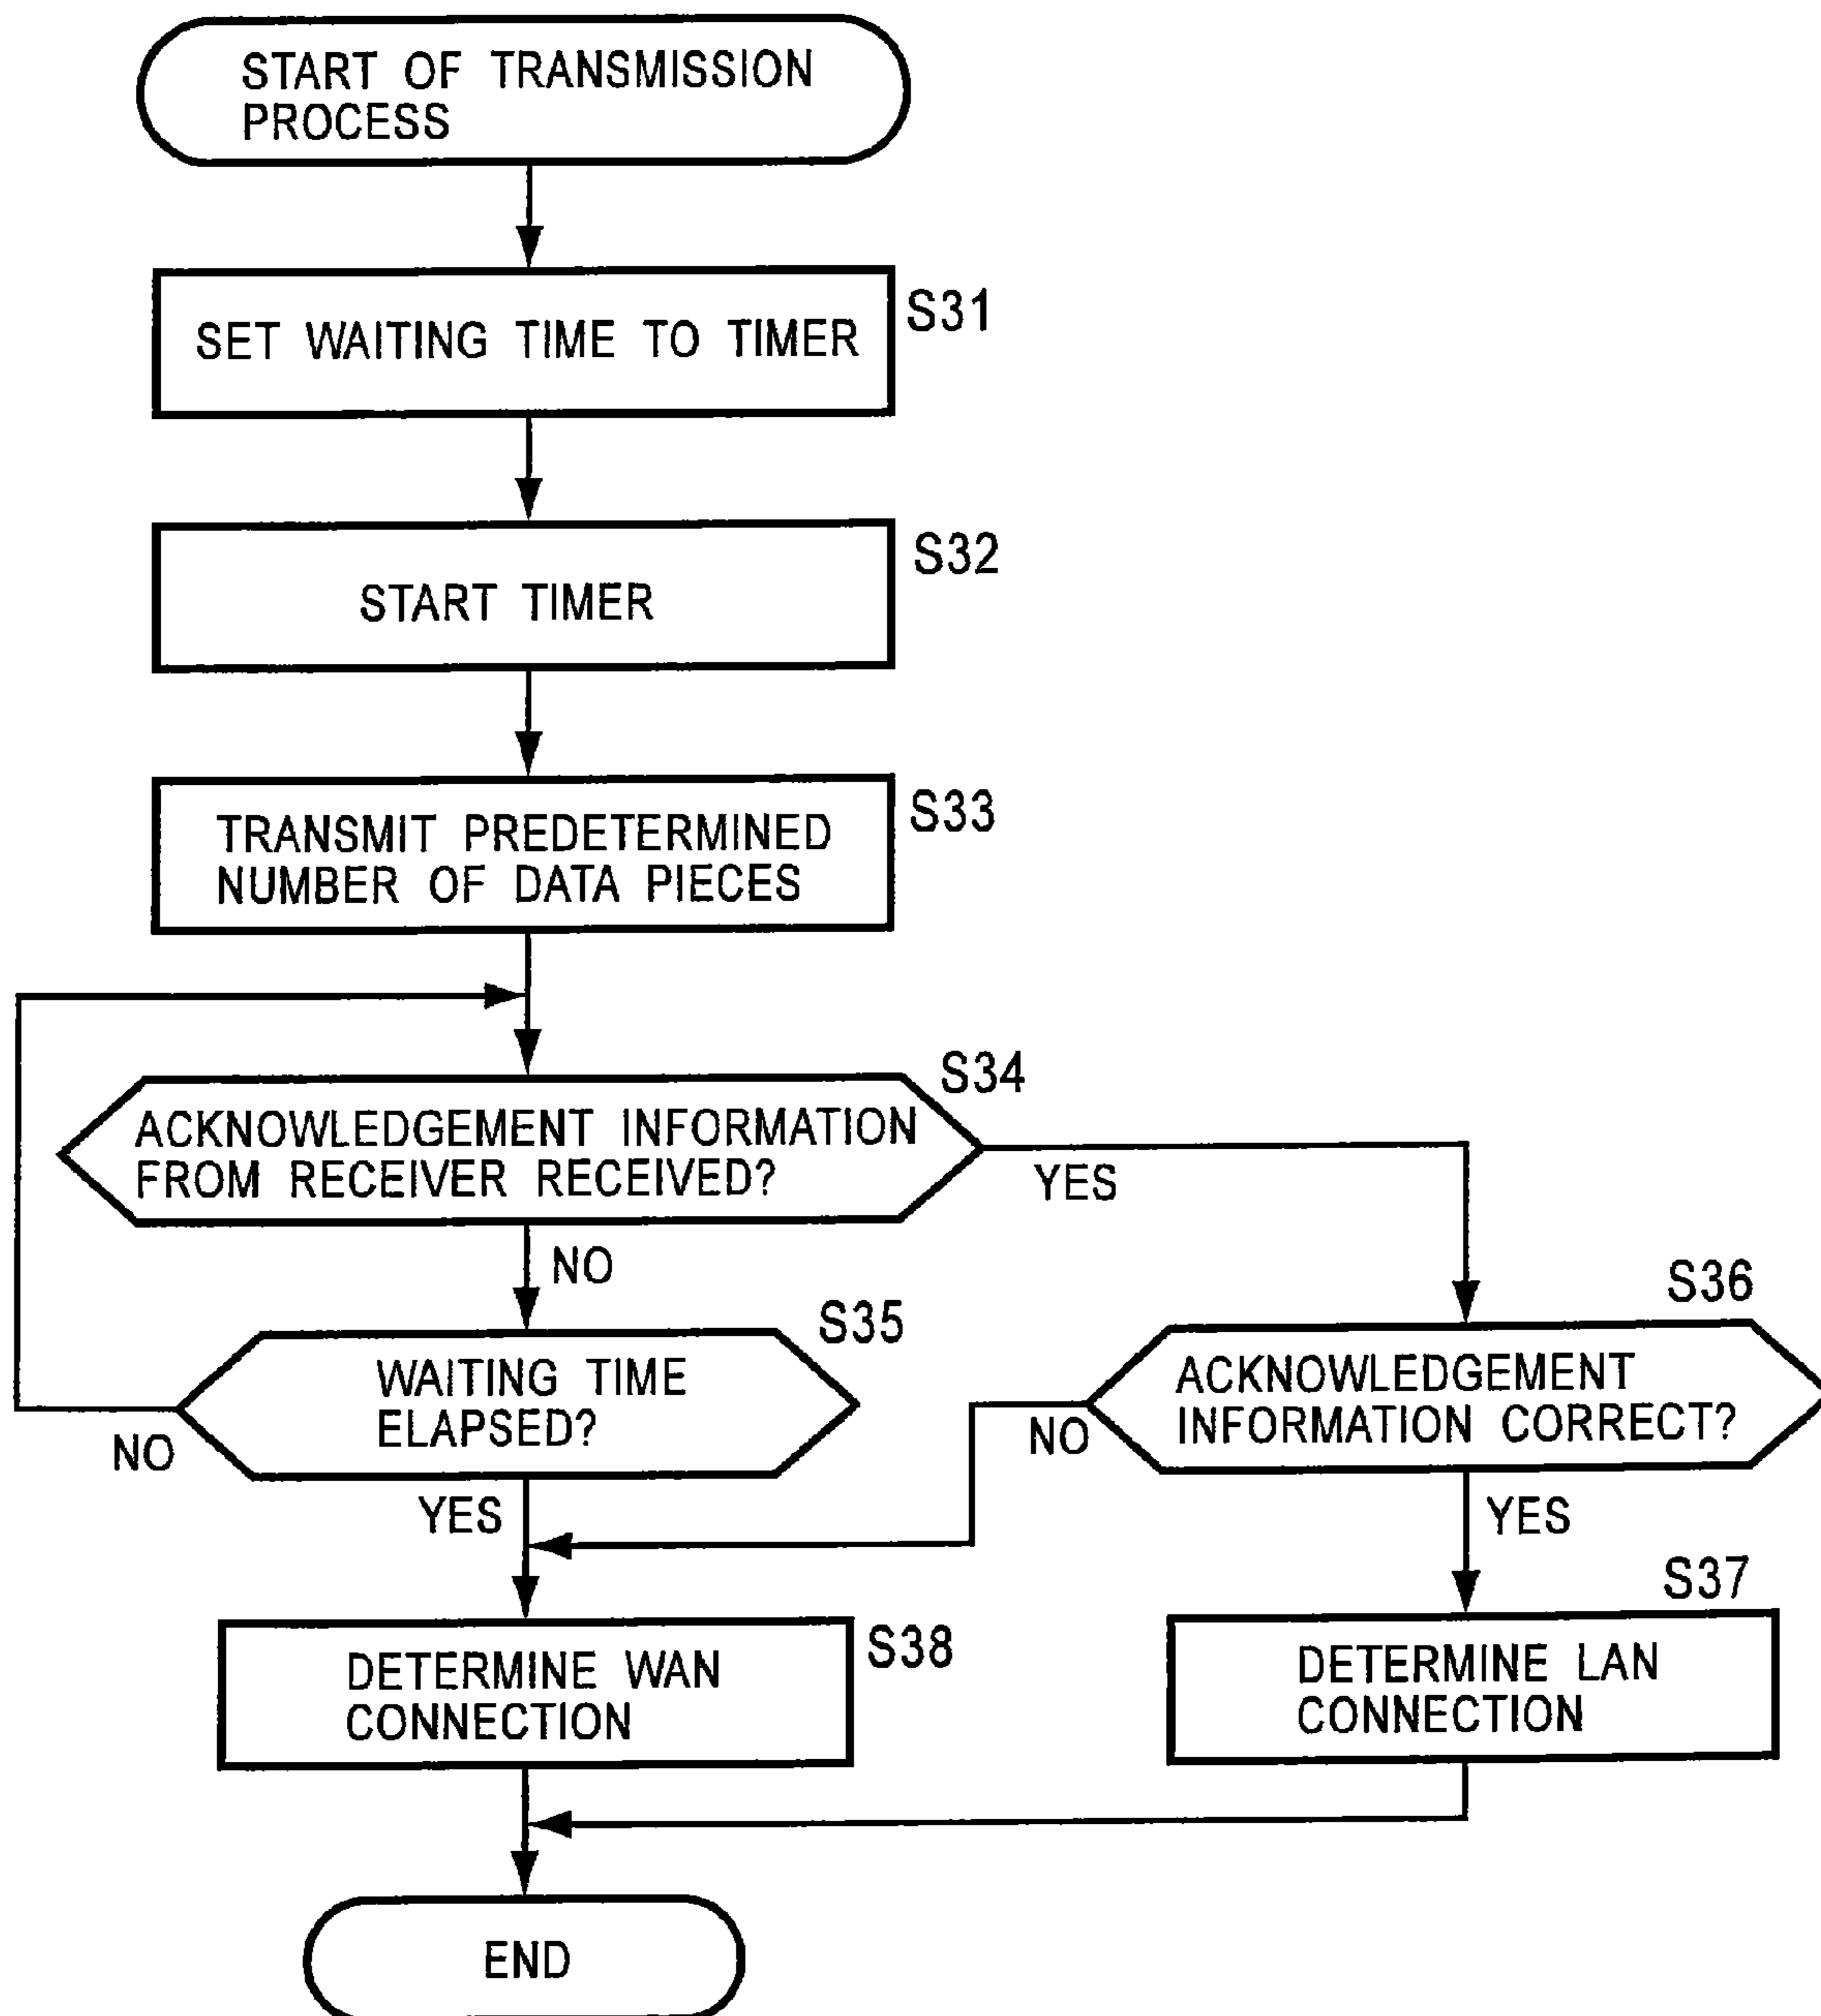 START OF TRANSMISSION
PROCESS
SET WAITING TIME TO TIMER
S31
START TIMER
S32
TRANSMIT PREDETERMINED
NUMBER OF DATA PIECES
S33
ACKNOWLEDGEMENT INFORMATION
FROM RECEIVER RECEIVED?
S34
YES
NO
WAITING TIME
ELAPSED?
S35
NO
YES
ACKNOWLEDGEMENT
INFORMATION CORRECT?
S36
NO
YES
DETERMINE WAN
CONNECTION
S38
DETERMINE LAN
CONNECTION
S37
END